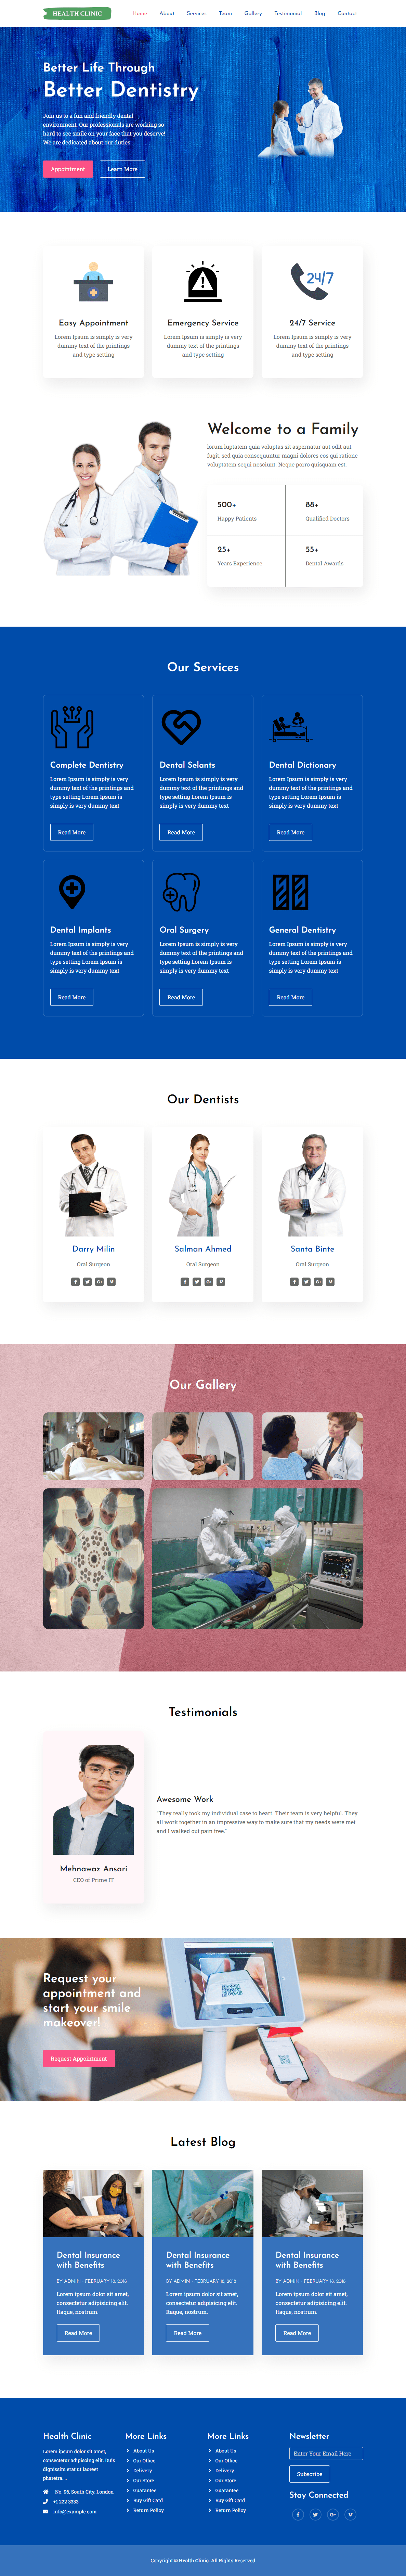 HEALTH CLINIC
Home About Services Team Gallery Testimonial Blog Contact
Better Life Through
Better Dentistry
Join us to a fun and friendly dental
environment. Our professionals are working so
hard to see smile on your face that you deserve!
We are dedicated about our duties.
Appointment Learn More
24/7
Easy Appointment
Lorem Ipsum is simply is very
dummy text of the printings
and type setting
Emergency Service
Lorem Ipsum is simply is very
dummy text of the printings
and type setting
24/7 Service
Lorem Ipsum is simply is very
dummy text of the printings
and type setting
Welcome to a Family
lorum luptatem quia voluptas sit aspernatur aut odit aut
fugit, sed quia consequuntur magni dolores eos qui ratione
voluptatem sequi nesciunt. Neque porro quisquam est.
500+
Happy Patients
88+
Qualified Doctors
25+
Years Experience
55+
Dental Awards
Our Services
Complete Dentistry
Lorem Ipsum is simply is very
dummy text of the printings and
type setting Lorem Ipsum is
simply is very dummy text
Read More
Dental Selants
Lorem Ipsum is simply is very
dummy text of the printings and
type setting Lorem Ipsum is
simply is very dummy text
Read More
Dental Dictionary
Lorem Ipsum is simply is very
dummy text of the printings and
type setting Lorem Ipsum is
simply is very dummy text
Read More
Dental Implants
Lorem Ipsum is simply is very
dummy text of the printings and
type setting Lorem Ipsum is
simply is very dummy text
Read More
Oral Surgery
Lorem Ipsum is simply is very
dummy text of the printings and
type setting Lorem Ipsum is
simply is very dummy text
Read More
General Dentistry
Lorem Ipsum is simply is very
dummy text of the printings and
type setting Lorem Ipsum is
simply is very dummy text
Read More
Our Dentists
Darry Milin
Oral Surgeon
Salman Ahmed
Oral Surgeon
Santa Binte
Oral Surgeon
Our Gallery
Testimonials
Mehnawaz Ansari
CEO of Prime IT
Awesome Work
"They really took my individual case to heart. Their team is very helpful. They
all work together in an impressive way to make sure that my needs were met
and I walked out pain free."
Request your
appointment and
start your smile
makeover!
Request Appointment
Latest Blog
Dental Insurance
with Benefits
BY ADMIN - FEBRUARY 18, 2018
Lorem ipsum dolor sit amet,
consectetur adipisicing elit.
Itaque, nostrum.
Read More
Dental Insurance
with Benefits
BY ADMIN - FEBRUARY 18, 2018
Lorem ipsum dolor sit amet,
consectetur adipisicing elit.
Itaque, nostrum.
Read More
Dental Insurance
with Benefits
BY ADMIN - FEBRUARY 18, 2018
Lorem ipsum dolor sit amet,
consectetur adipisicing elit.
Itaque, nostrum.
Read More
Health Clinic
Lorem ipsum dolor sit amet,
consectetur adipiscing elit. Duis
dignissim erat ut laoreet
pharetra....
No. 96, South City, London
+1 222 3333
info@example.com
More Links
About Us
Our Office
Delivery
Our Store
Guarantee
Buy Gift Card
Return Policy
More Links
About Us
Our Office
Delivery
Our Store
Guarantee
Buy Gift Card
Return Policy
Newsletter
Enter Your Email Here
Subscribe
Stay Connected
Copyright © Health Clinic. All Rights Reserved